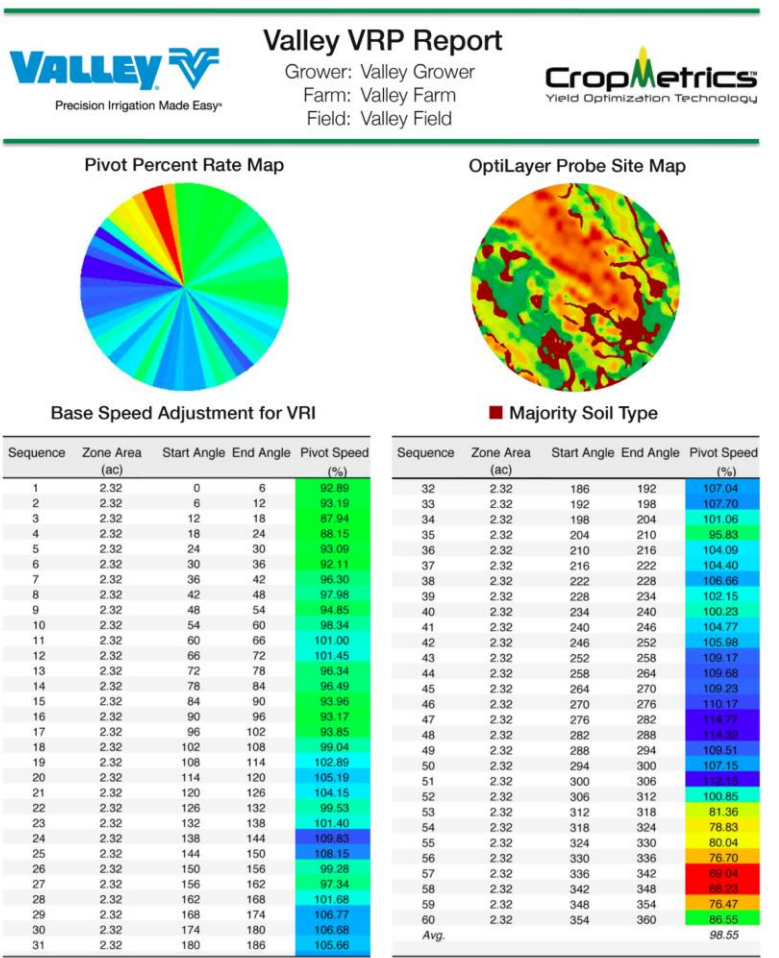 VALLEY
Precision Irrigation Made Easy®
Valley VRP Report
Grower: Valley Grower
Farm: Valley Farm
Field: Valley Field
CropMetrics™
Yield Optimization Technology
Pivot Percent Rate Map
OptiLayer Probe Site Map
Base Speed Adjustment for VRI
Majority Soil Type
Sequence Zone Area (ac) Start Angle End Angle Pivot Speed (%)
1 2.32 0 6 92.89
2 2.32 6 12 93.19
3 2.32 12 18 87.94
4 2.32 18 24 88.15
5 2.32 24 30 93.09
6 2.32 30 36 92.11
7 2.32 36 42 96.30
8 2.32 42 48 97.98
9 2.32 48 54 94.85
10 2.32 54 60 98.34
11 2.32 60 66 101.00
12 2.32 66 72 101.45
13 2.32 72 78 96.34
14 2.32 78 84 96.49
15 2.32 84 90 93.96
16 2.32 90 96 93.17
17 2.32 96 102 93.85
18 2.32 102 108 99.04
19 2.32 108 114 102.89
20 2.32 114 120 105.19
21 2.32 120 126 104.15
22 2.32 126 132 99.53
23 2.32 132 138 101.40
24 2.32 138 144 109.83
25 2.32 144 150 108.15
26 2.32 150 156 99.28
27 2.32 156 162 97.34
28 2.32 162 168 101.68
29 2.32 168 174 106.77
30 2.32 174 180 106.68
31 2.32 180 186 105.66
Sequence Zone Area (ac) Start Angle End Angle Pivot Speed (%)
32 2.32 186 192 107.04
33 2.32 192 198 107.70
34 2.32 198 204 101.06
35 2.32 204 210 95.83
36 2.32 210 216 104.09
37 2.32 216 222 104.40
38 2.32 222 228 106.66
39 2.32 228 234 102.15
40 2.32 234 240 100.23
41 2.32 240 246 104.77
42 2.32 246 252 105.98
43 2.32 252 258 109.17
44 2.32 258 264 109.68
45 2.32 264 270 109.23
46 2.32 270 276 110.17
47 2.32 276 282 114.77
48 2.32 282 288 114.32
49 2.32 288 294 109.51
50 2.32 294 300 107.15
51 2.32 300 306
52 2.32 306 312 100.85
53 2.32 312 318 81.36
54 2.32 318 324 78.83
55 2.32 324 330 80.04
56 2.32 330 336 76.70
57 2.32 336 342 69.04
58 2.32 342 348 68.23
59 2.32 348 354 76.47
60 2.32 354 360 86.55
Avg. 98.55